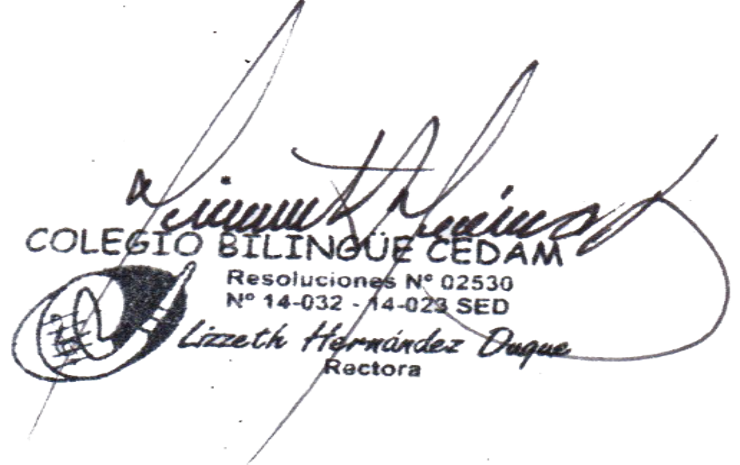 COLEGIO BILINGÜE CEDAM
Resoluciones Nº 02530
Nº 14-032 - 14-023 SED
Lizzeth Hernández Duque
Rectora